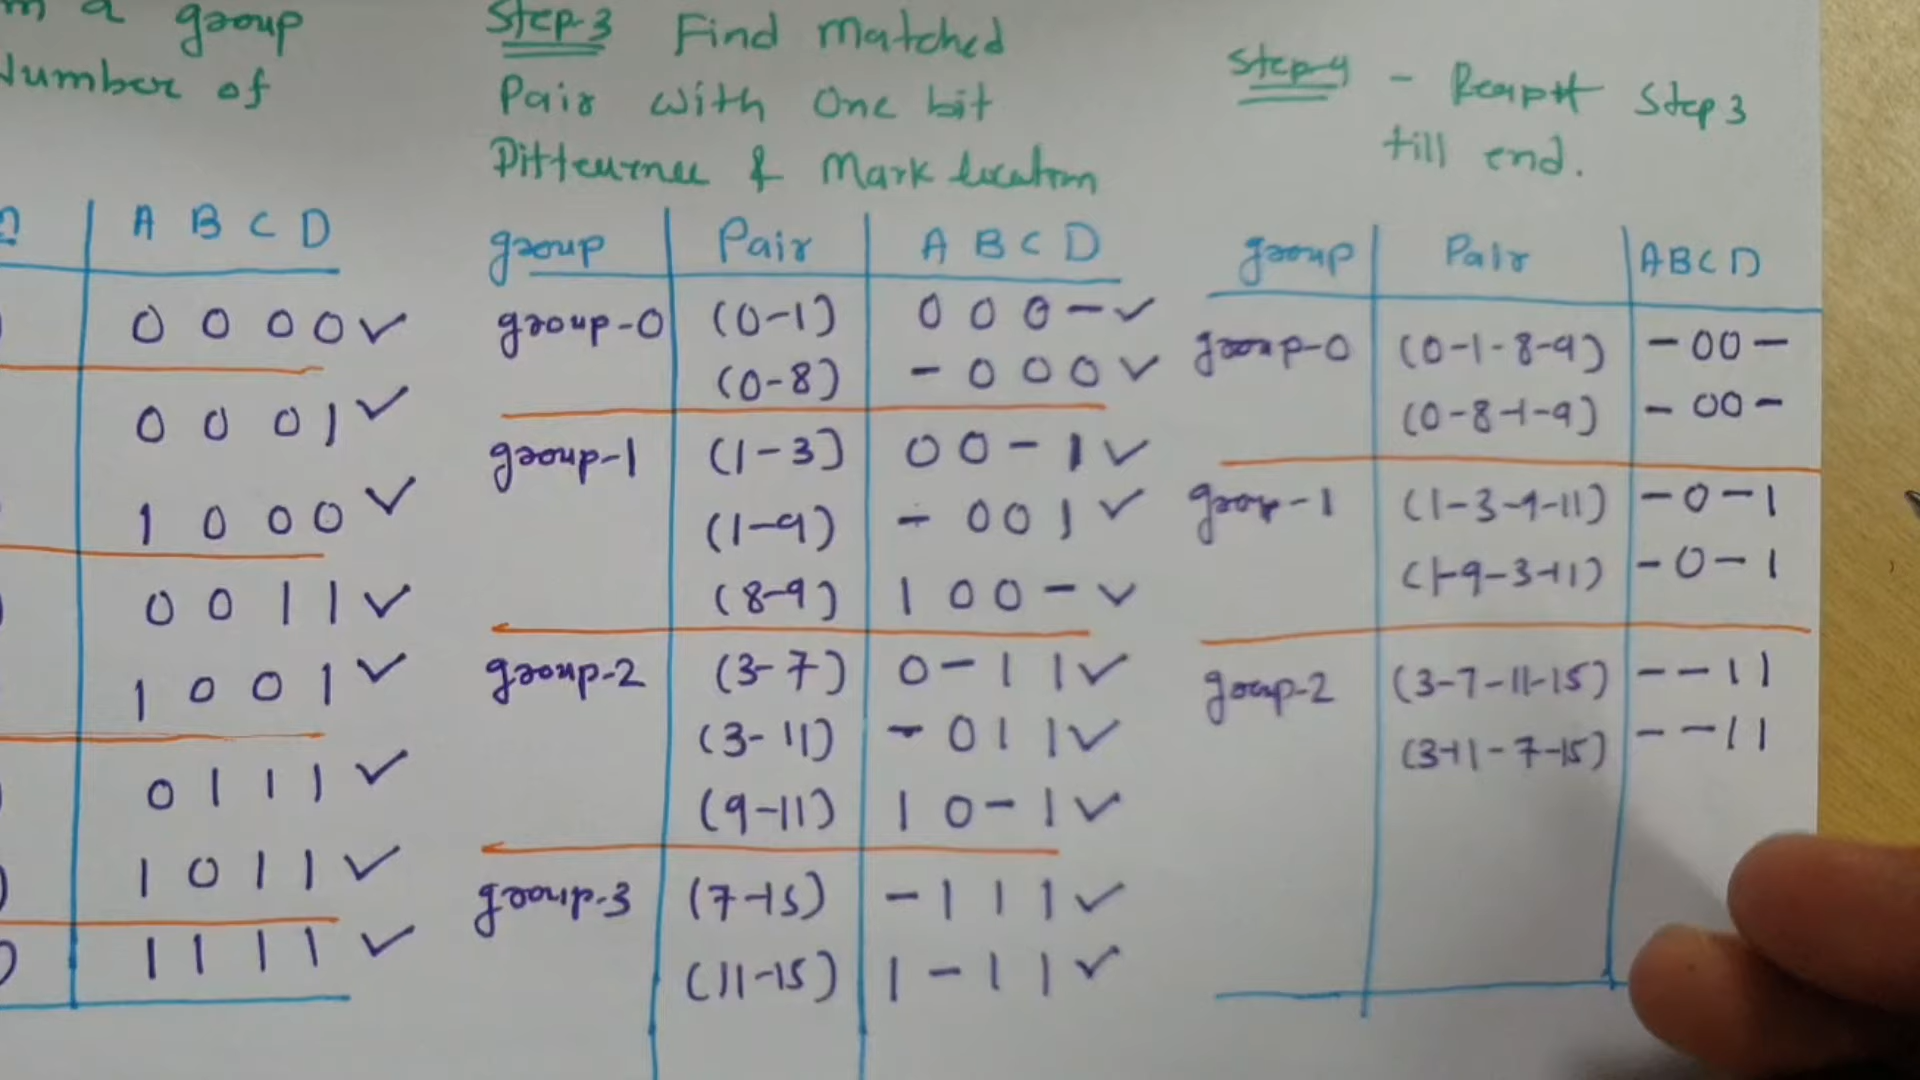 a group
Number of
A B C D
0 0 0 0 ✓
0 0 0 1 ✓
1 0 0 0 ✓
0 0 1 1 ✓
1 0 0 1 ✓
0 1 1 1 ✓
1 0 1 1 ✓
1 1 1 1 ✓
Step-3 Find Matched
Pair with One bit
Differnec & Mark location
group Pair A B C D
group-0 (0-1) 0 0 0 - ✓
(0-8) - 0 0 0 ✓
group-1 (1-3) 0 0 - 1 ✓
(1-9) - 0 0 1 ✓
(8-9) 1 0 0 - ✓
group-2 (3-7) 0 - 1 1 ✓
(3-11) - 0 1 1 ✓
(9-11) 1 0 - 1 ✓
group-3 (7-15) - 1 1 1 ✓
(11-15) 1 - 1 1 ✓
Step-4 - Step 3
till end.
group Pair A B C D
group-0 (0-1-8-9) - 0 0 -
(0-8-1-9) - 0 0 -
group-1 (1-3-9-11) - 0 - 1
(1-9-3-11) - 0 - 1
group-2 (3-7-11-15) - - 1 1
(3-11-7-15) - - 1 1